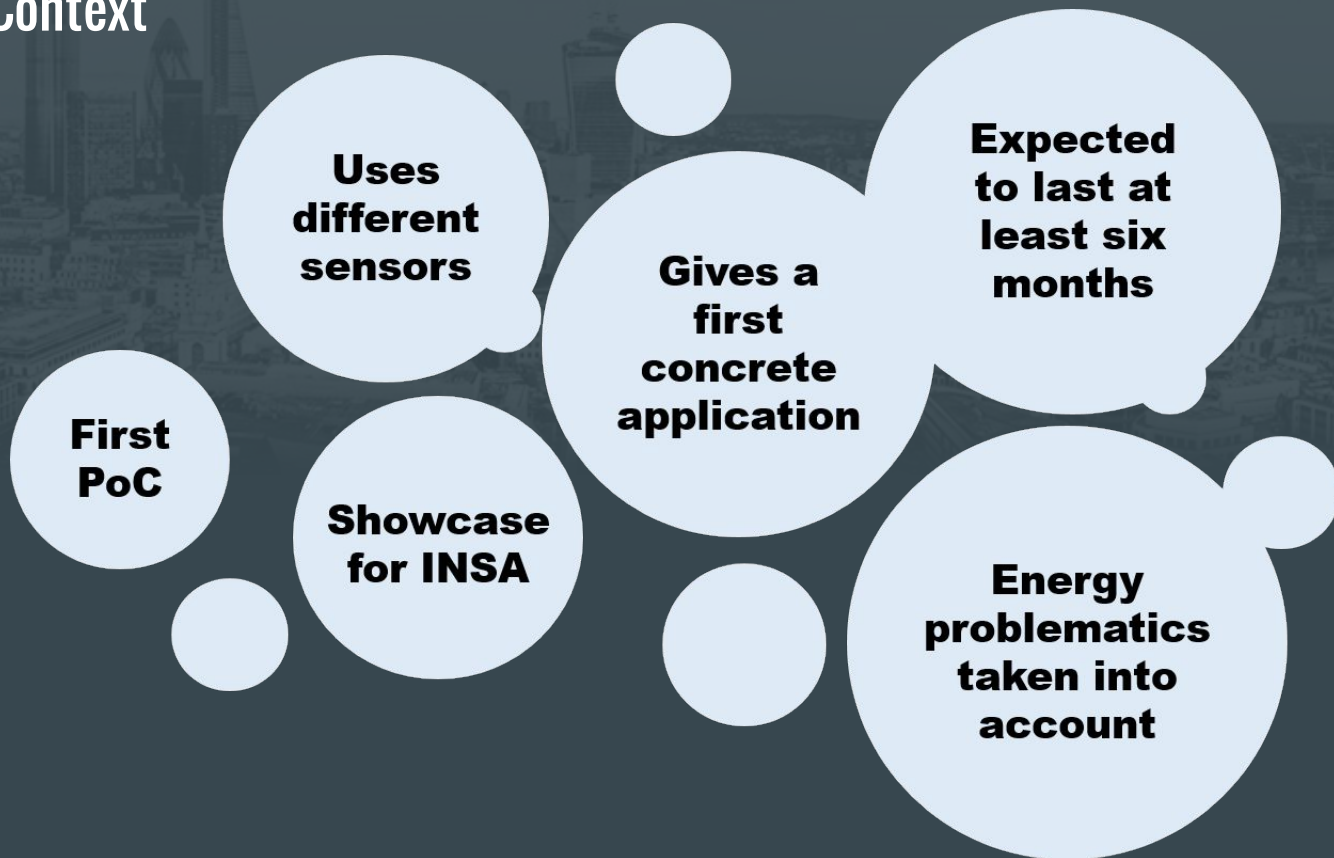 Context
Uses
different
sensors
Expected
to last at
least six
months
Gives a
first
concrete
application
First
PoC
Showcase
for INSA
Energy
problematics
taken into
account